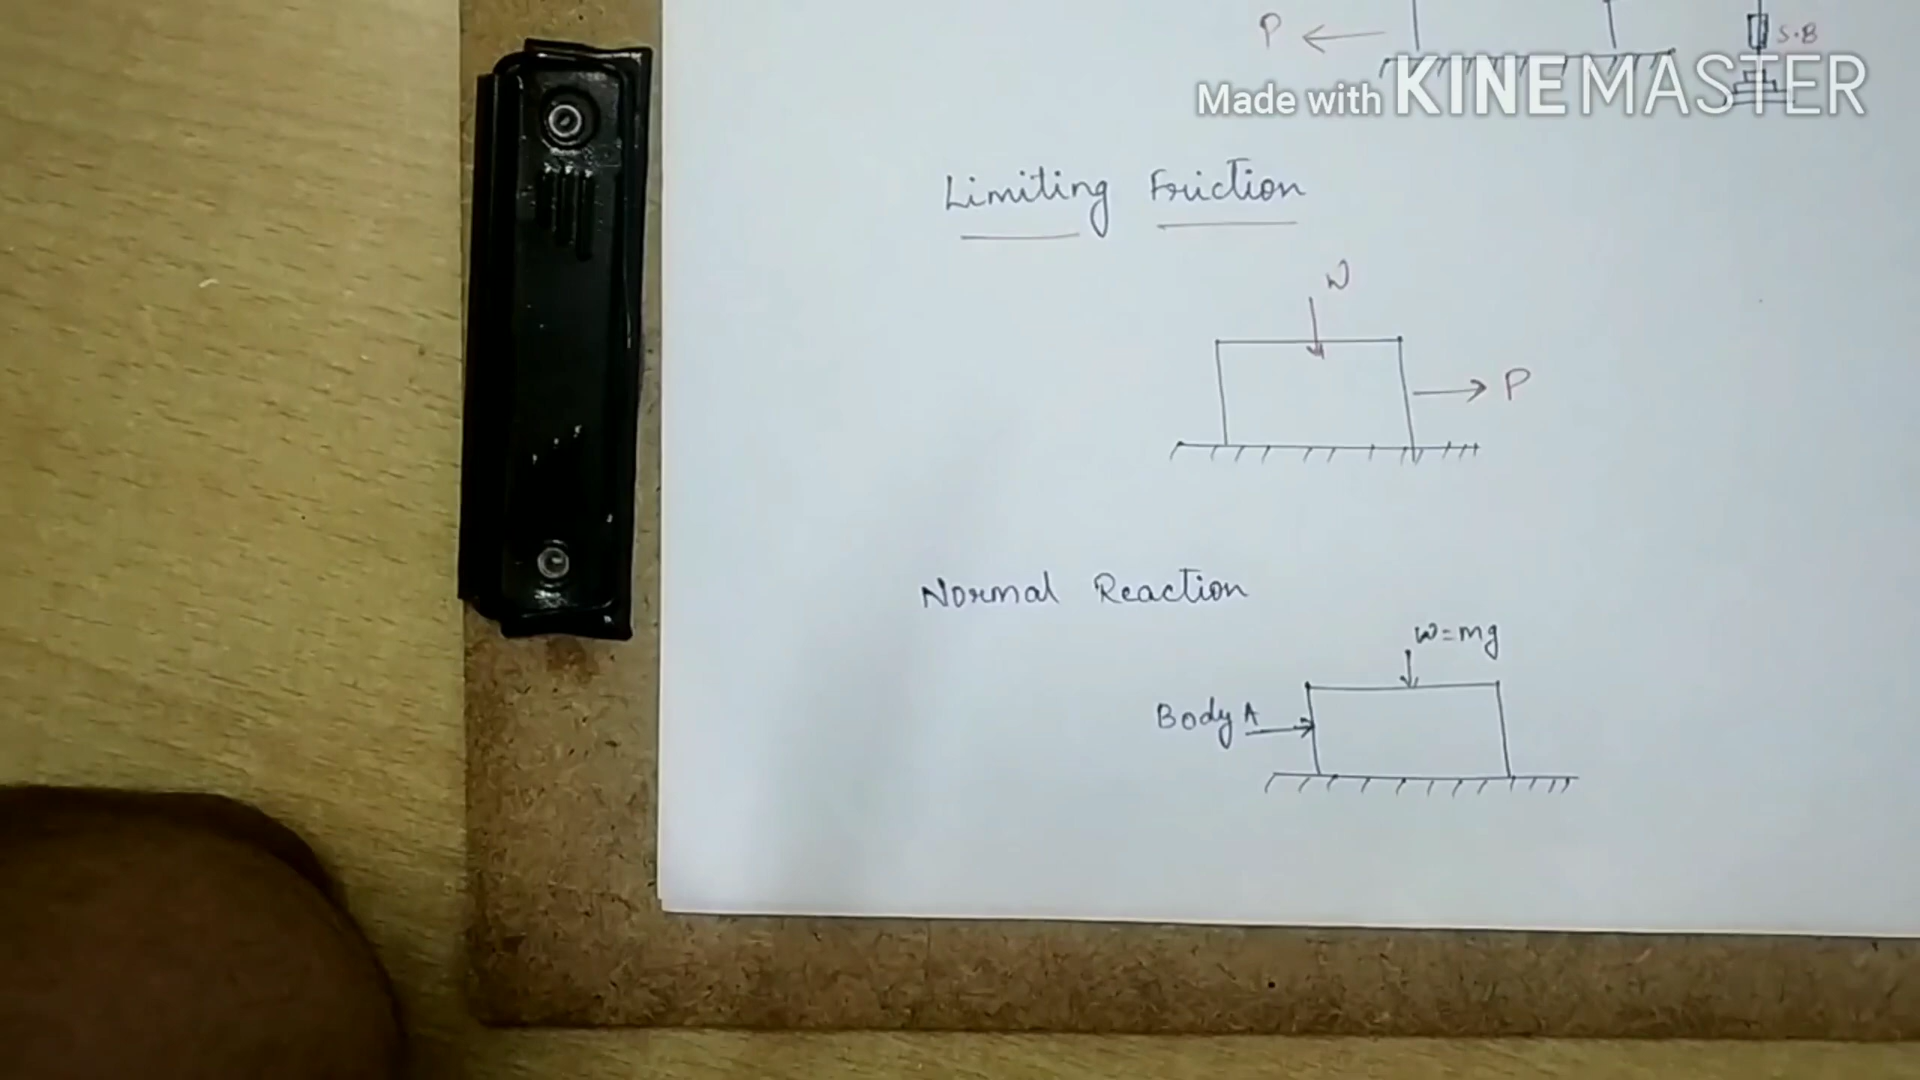 P
S.B
Made with KINEMASTER
Limiting Friction
W
P
Normal Reaction
w=mg
Body A